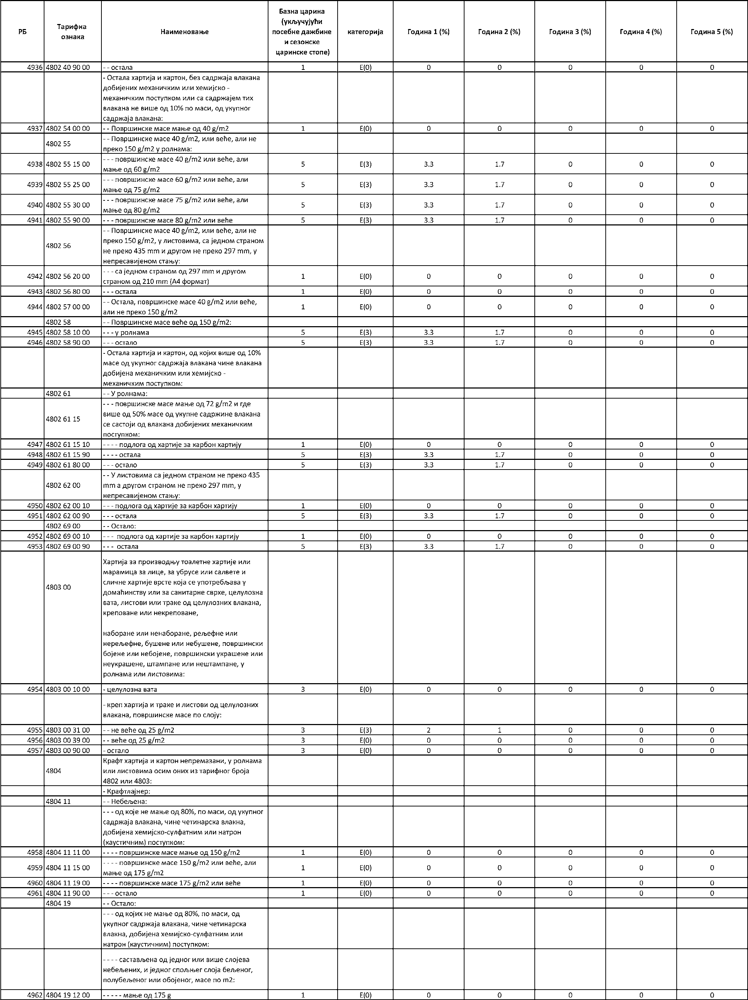 РБ Тарифна ознака Наименовање Базна царина (укључујући посебне дажбине и сезонске царинске стопе) категорија Година 1 (%) Година 2 (%) Година 3 (%) Година 4 (%) Година 5 (%)
4936 4802 40 90 00 - - остала 1 E(0) 0 0 0 0 0
- Остала хартија и картон, без садржаја влакана
добијених механичким или хемијско -
механичким поступком или са садржајем тих
влакана не више од 10% по маси, од укупног
садржаја влакана:
4937 4802 54 00 00 - - Површинске масе мање од 40 g/m2 1 E(0) 0 0 0 0 0
4802 55 - - Површинске масе 40 g/m2, или веће, али не
преко 150 g/m2 у ролнама:
4938 4802 55 15 00 - - - површинске масе 40 g/m2 или веће, али
мање од 60 g/m2 5 E(3) 3.3 1.7 0 0 0
4939 4802 55 25 00 - - - површинске масе 60 g/m2 или веће, али
мање од 75 g/m2 5 E(3) 3.3 1.7 0 0 0
4940 4802 55 30 00 - - - површинске масе 75 g/m2 или веће, али
мање од 80 g/m2 5 E(3) 3.3 1.7 0 0 0
4941 4802 55 90 00 - - - површинске масе 80 g/m2 или веће 5 E(3) 3.3 1.7 0 0 0
4802 56 - - Површинске масе 40 g/m2, или веће, али не
преко 150 g/m2, у листовима, са једном страном
не преко 435 mm и другом не преко 297 mm, у
непресавијеном стању:
4942 4802 56 20 00 - - - са једном страном од 297 mm и другом
страном од 210 mm (А4 формат) 1 E(0) 0 0 0 0 0
4943 4802 56 80 00 - - - остала 1 E(0) 0 0 0 0 0
4944 4802 57 00 00 - - Остала, површинске масе 40 g/m2 или веће,
али не преко 150 g/m2 1 E(0) 0 0 0 0 0
4802 58 - - Површинске масе веће од 150 g/m2:
4945 4802 58 10 00 - - - у ролнама 5 E(3) 3.3 1.7 0 0 0
4946 4802 58 90 00 - - - остало 5 E(3) 3.3 1.7 0 0 0
- Остала хартија и картон, од којих више од 10%
масе од укупног садржаја влакана чине влакана
добијена механичким или хемијско -
механичким поступком:
4802 61 - - У ролнама:
4802 61 15 - - - површинске масе мање од 72 g/m2 и где
више од 50% масе од укупне садржине влакана
се састоји од влакана добијених механичким
поступком:
4947 4802 61 15 10 - - - - подлога од хартије за карбон хартију 1 E(0) 0 0 0 0 0
4948 4802 61 15 90 - - - - остала 5 E(3) 3.3 1.7 0 0 0
4949 4802 61 80 00 - - - остало 5 E(3) 3.3 1.7 0 0 0
4802 62 00 - - У листовима са једном страном не преко 435
mm а другом страном не преко 297 mm, у
непресавијеном стању:
4950 4802 62 00 10 - - - подлога од хартије за карбон хартију 1 E(0) 0 0 0 0 0
4951 4802 62 00 90 - - - остала 5 E(3) 3.3 1.7 0 0 0
4802 69 00 - - Остало:
4952 4802 69 00 10 - - - подлога од хартије за карбон хартију 1 E(0) 0 0 0 0 0
4953 4802 69 00 90 - - - остала 5 E(3) 3.3 1.7 0 0 0
4803 00 Хартија за производњу тоалетне хартије или
марамица за лице, за убрусе или салвете и
сличне хартије врсте која се употребљава у
домаћинству или за санитарне сврхе, целулозна
вата, листови или траке од целулозних влакана,
креповане или некреповане,
наборане или ненаборане, рељефне или
нерељефне, бушене или небушене, површински
бојене или небојене, површински украшене или
неукрашене, штампане или нештампане, у
ролнама или листовима:
4954 4803 00 10 00 - целулозна вата 3 E(0) 0 0 0 0 0
- креп хартија и траке и листови од целулозних
влакана, површинске масе по слоју:
4955 4803 00 31 00 - - не веће од 25 g/m2 3 E(3) 2 1 0 0 0
4956 4803 00 39 00 - - веће од 25 g/m2 3 E(0) 0 0 0 0 0
4957 4803 00 90 00 - остало 3 E(0) 0 0 0 0 0
4804 Крафт хартија и картон непремазани, у ролнама
или листовима осим оних из тарифног броја
4802 или 4803:
- Крафтлајнер:
4804 11 - - Небељена:
- - - од које не мање од 80%, по маси, од укупног
садржаја влакана, чине четинарска влакна,
добијена хемијско-сулфатним или натрон
(каустичним) поступком:
4958 4804 11 11 00 - - - - површинске масе мање од 150 g/m2 1 E(0) 0 0 0 0 0
4959 4804 11 15 00 - - - - површинске масе 150 g/m2 или веће, али
мање од 175 g/m2 1 E(0) 0 0 0 0 0
4960 4804 11 19 00 - - - - површинске масе 175 g/m2 или веће 1 E(0) 0 0 0 0 0
4961 4804 11 90 00 - - - остало 1 E(0) 0 0 0 0 0
4804 19 - - Остало:
- - - од којих не мање од 80%, по маси, од
укупног садржаја влакана, чине четинарска
влакна, добијена хемијско-сулфатним или
натрон (каустичним) поступком:
- - - - састављена од једног или више слојева
небељених, и једног спољњег слоја бељеног,
полубељеног или обојеног, масе по m2:
4962 4804 19 12 00 - - - - - мање од 175 g 1 E(0) 0 0 0 0 0